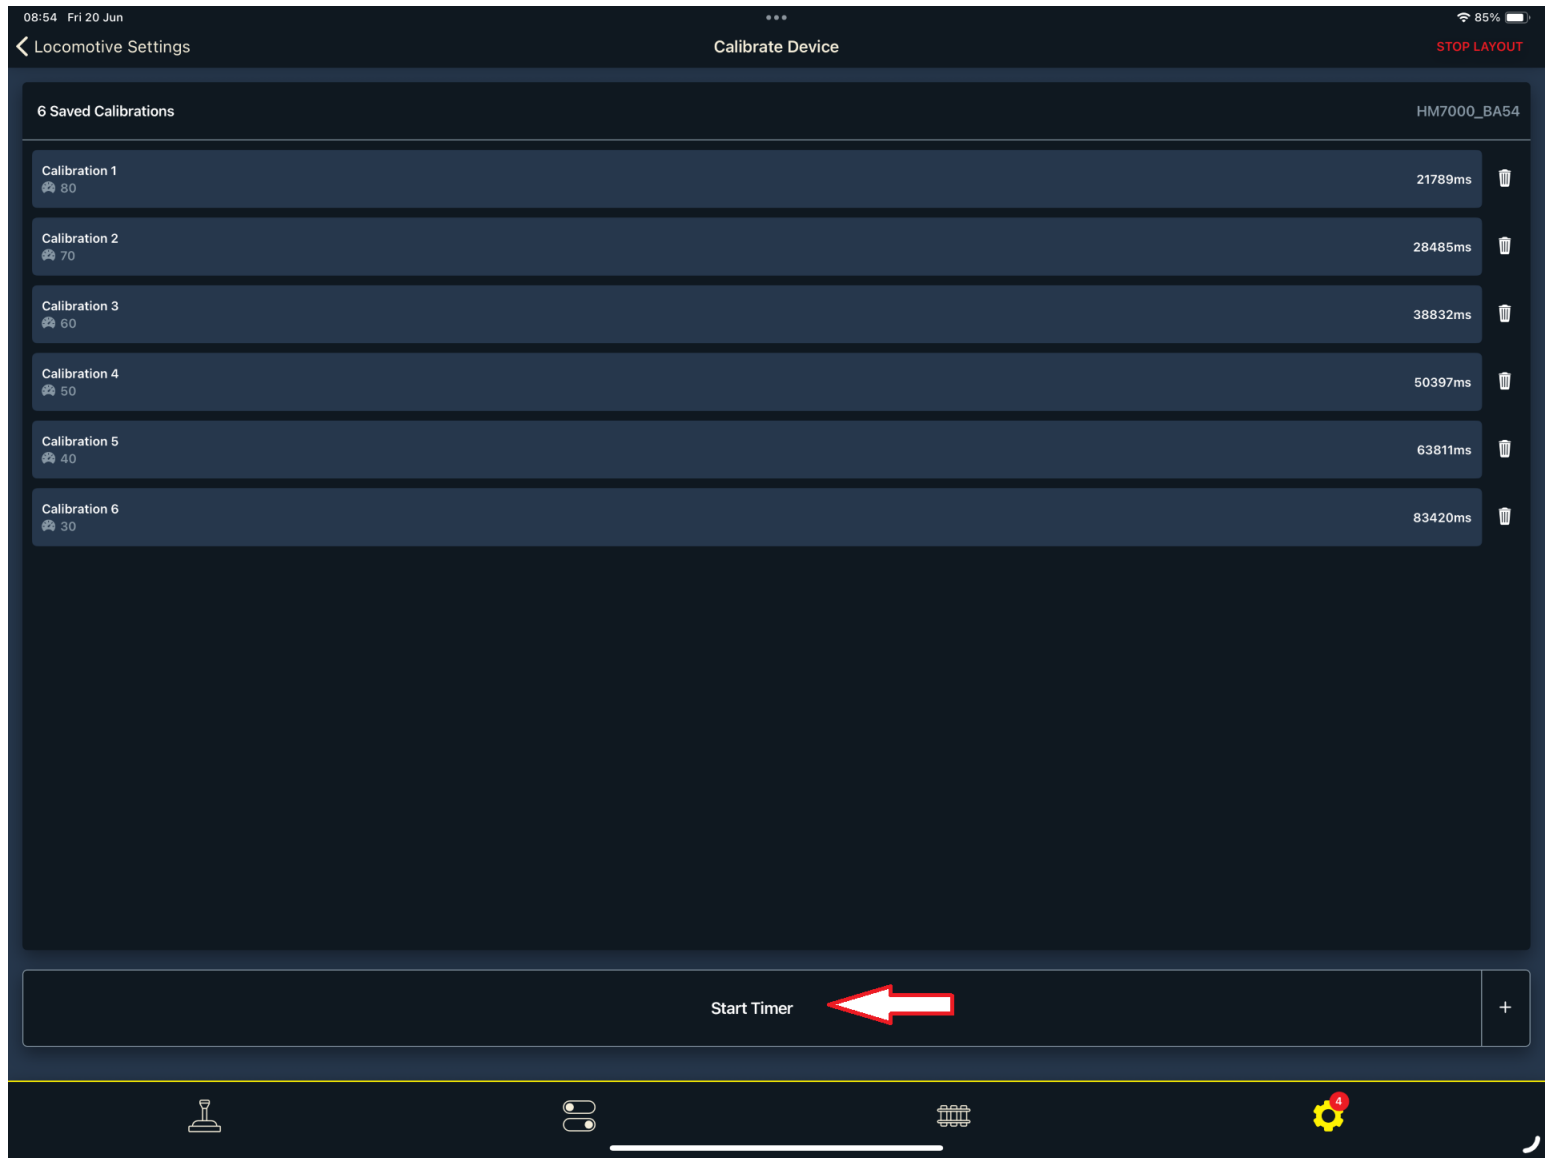 08:54 Fri 20 Jun
85%
Locomotive Settings
Calibrate Device
STOP LAYOUT
6 Saved Calibrations
HM7000_BA54
Calibration 1
80
21789ms
Calibration 2
70
28485ms
Calibration 3
60
38832ms
Calibration 4
50
50397ms
Calibration 5
40
63811ms
Calibration 6
30
83420ms
Start Timer
+
4